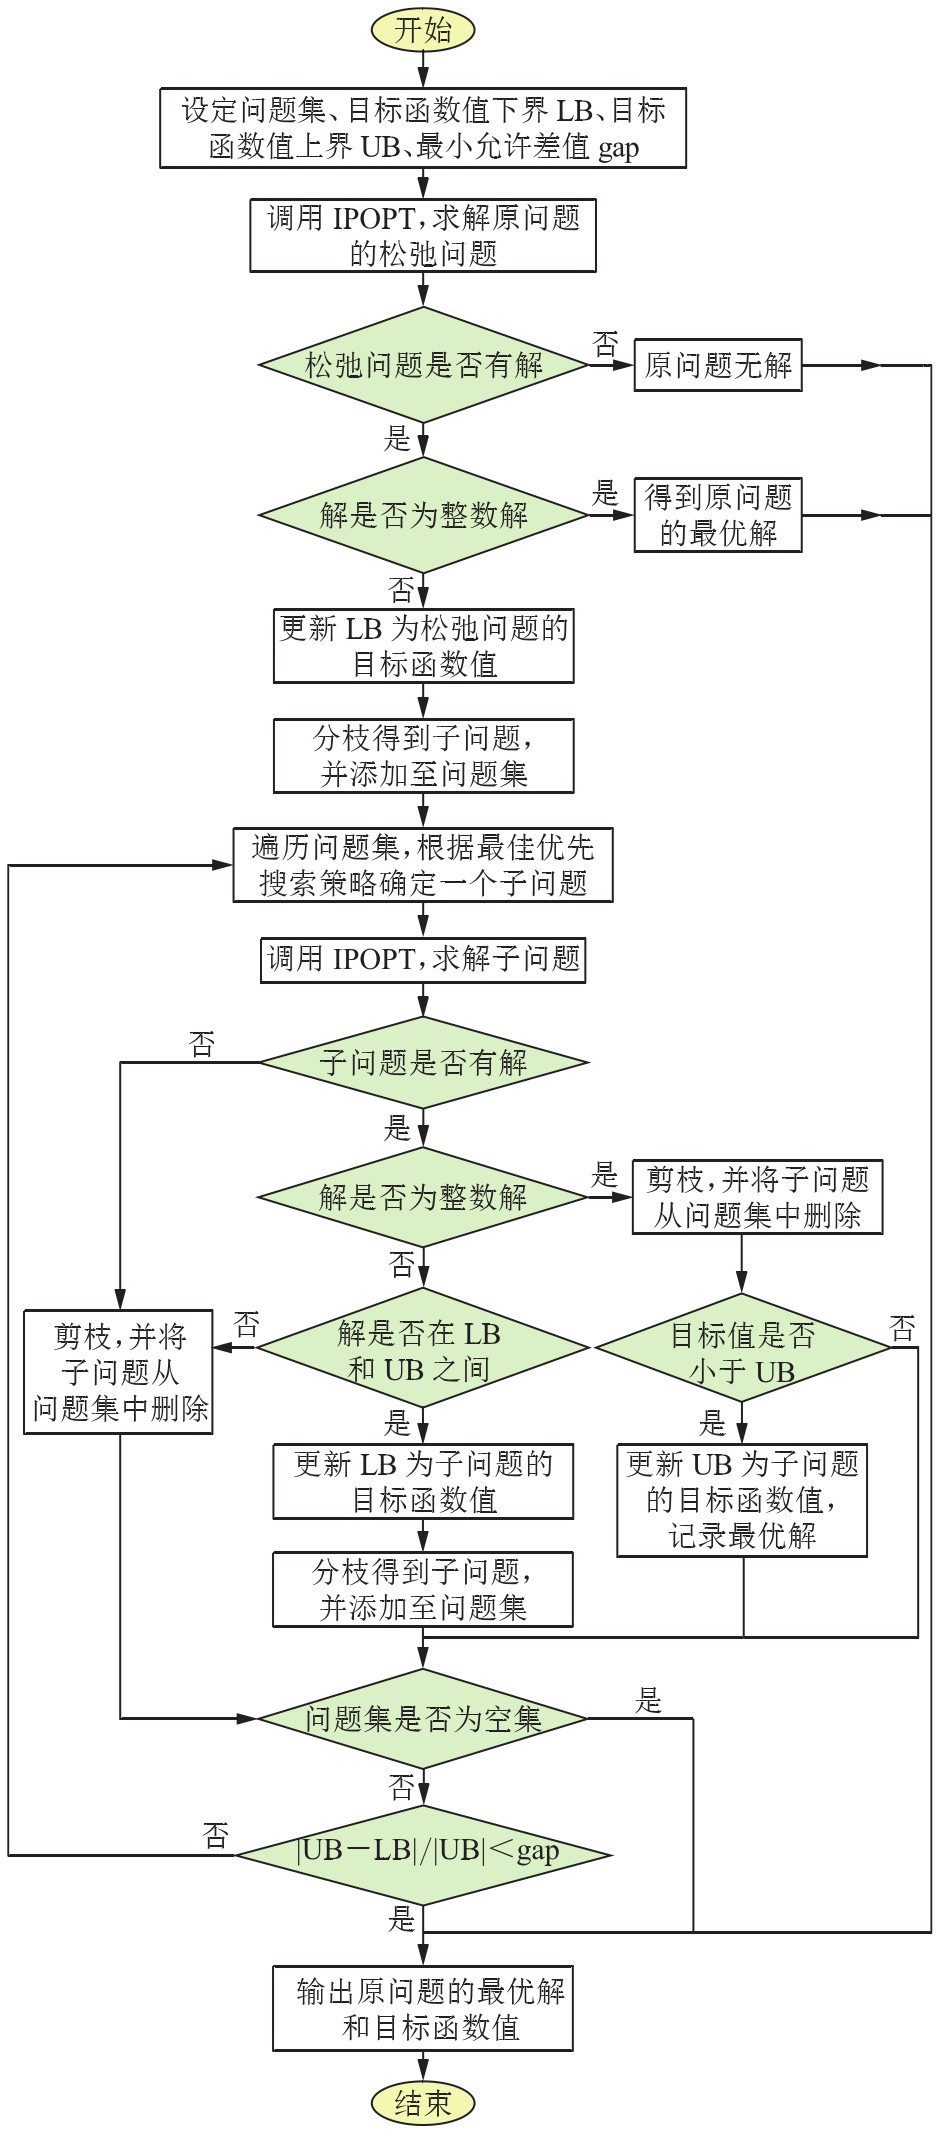 开始
设定问题集、目标函数值下界 LB、目标
函数值上界 UB、最小允许差值 gap
调用 IPOPT,求解原问题
的松弛问题
松弛问题是否有解
否
原问题无解
是
解是否为整数解
是
得到原问题
的最优解
否
更新 LB 为松弛问题的
目标函数值
分枝得到子问题,
并添加至问题集
遍历问题集,根据最佳优先
搜索策略确定一个子问题
调用 IPOPT,求解子问题
否
子问题是否有解
是
解是否为整数解
是
剪枝,并将子问题
从问题集中删除
否
剪枝,并将
子问题从
问题集中删除
否
解是否在 LB
和 UB 之间
目标值是否
小于 UB
否
是
更新 LB 为子问题的
目标函数值
是
更新 UB 为子问题
的目标函数值,
记录最优解
分枝得到子问题,
并添加至问题集
问题集是否为空集
是
否
否
|UB-LB|/|UB|<gap
是
输出原问题的最优解
和目标函数值
结束